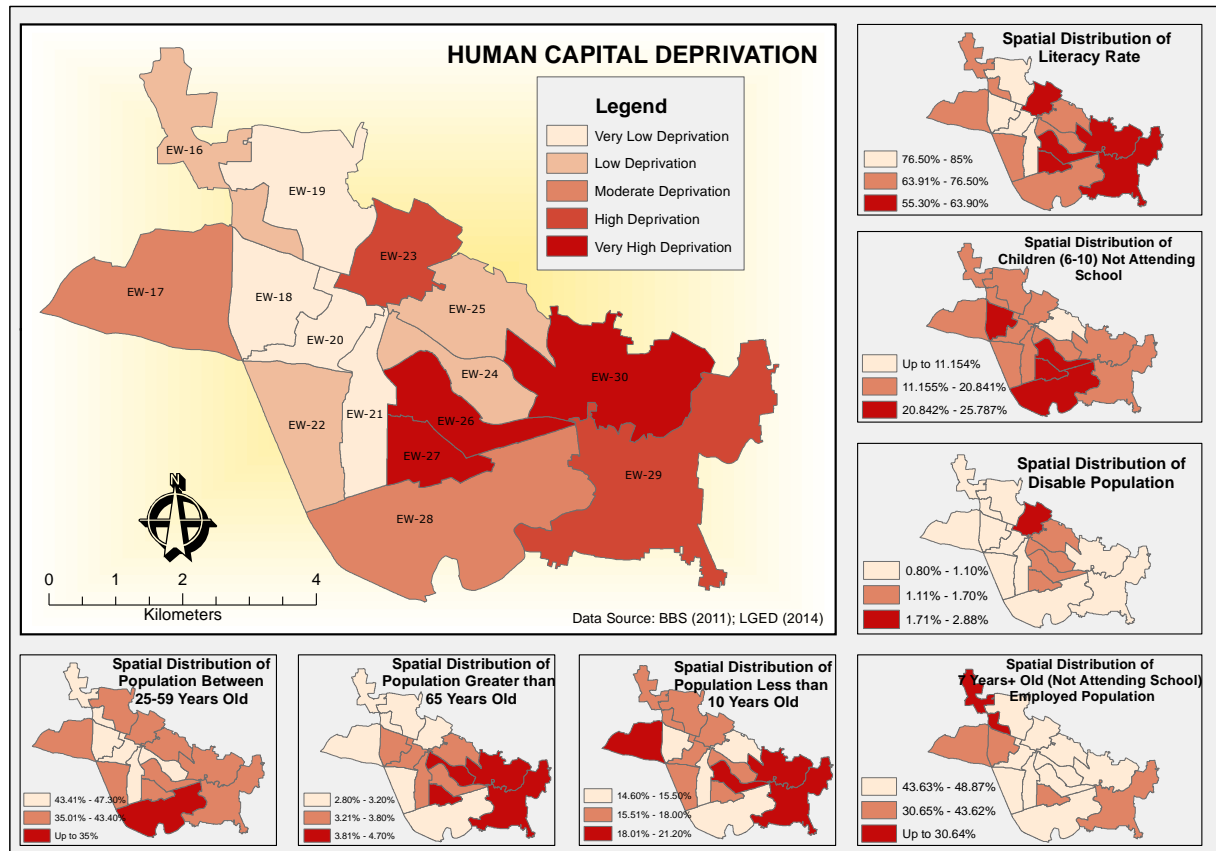 HUMAN CAPITAL DEPRIVATION
Legend
Very Low Deprivation
Low Deprivation
Moderate Deprivation
High Deprivation
Very High Deprivation
EW-16
EW-19
EW-23
EW-17
EW-18
EW-25
EW-20
EW-24
EW-30
EW-21
EW-22
EW-26
EW-27
EW-29
EW-28
N
0 1 2 4
Kilometers
Data Source: BBS (2011); LGED (2014)
Spatial Distribution of
Literacy Rate
76.50% - 85%
63.91% - 76.50%
55.30% - 63.90%
Spatial Distribution of
Children (6-10) Not Attending
School
Up to 11.154%
11.155% - 20.841%
20.842% - 25.787%
Spatial Distribution of
Disable Population
0.80% - 1.10%
1.11% - 1.70%
1.71% - 2.88%
Spatial Distribution of
Population Between
25-59 Years Old
43.41% - 47.30%
35.01% - 43.40%
Up to 35%
Spatial Distribution of
Population Greater than
65 Years Old
2.80% - 3.20%
3.21% - 3.80%
3.81% - 4.70%
Spatial Distribution of
Population Less than
10 Years Old
14.60% - 15.50%
15.51% - 18.00%
18.01% - 21.20%
Spatial Distribution of
7 Years+ Old (Not Attending School)
Employed Population
43.63% - 48.87%
30.65% - 43.62%
Up to 30.64%